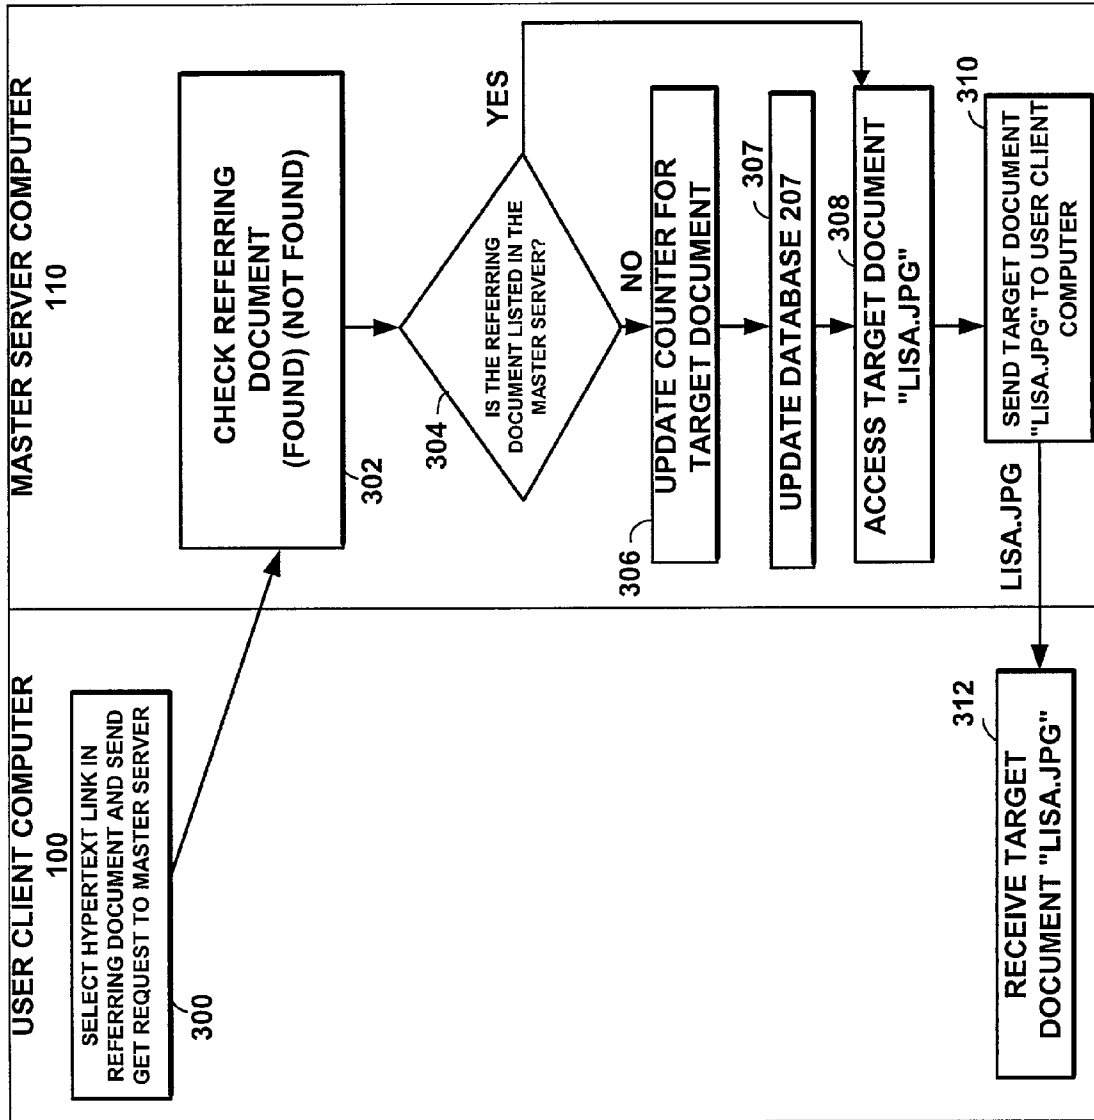 USER CLIENT COMPUTER
100
SELECT HYPERTEXT LINK IN
REFERRING DOCUMENT AND SEND
GET REQUEST TO MASTER SERVER
300
MASTER SERVER COMPUTER
110
CHECK REFERRING
DOCUMENT
(FOUND) (NOT FOUND)
302
304
IS THE REFERRING
DOCUMENT LISTED IN THE
MASTER SERVER?
YES
NO
306
UPDATE COUNTER FOR
TARGET DOCUMENT
307
UPDATE DATABASE 207
308
ACCESS TARGET DOCUMENT
"LISA.JPG"
310
SEND TARGET DOCUMENT
"LISA.JPG" TO USER CLIENT
COMPUTER
LISA.JPG
312
RECEIVE TARGET
DOCUMENT "LISA.JPG"